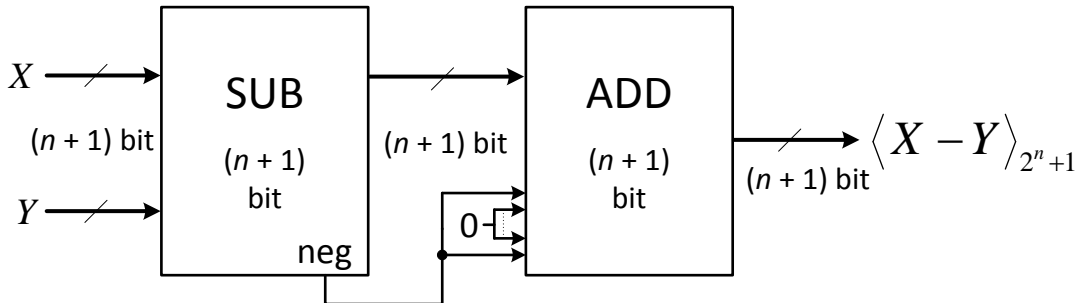 X
(n + 1) bit
Y
SUB
(n + 1)
bit
neg
(n + 1) bit
0
ADD
(n + 1)
bit
(n + 1) bit
⟨X − Y⟩_{2^n+1}